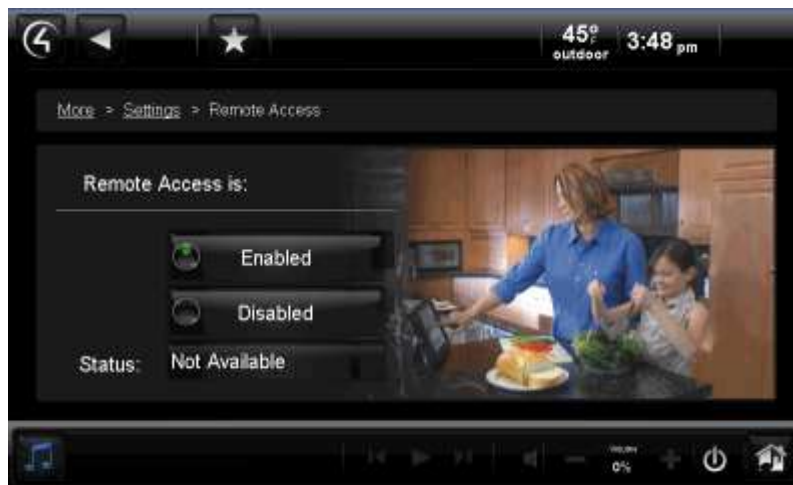 45°F
outdoor
3:48 pm
More > Settings > Remote Access
Remote Access is:
Enabled
Disabled
Status: Not Available
0%